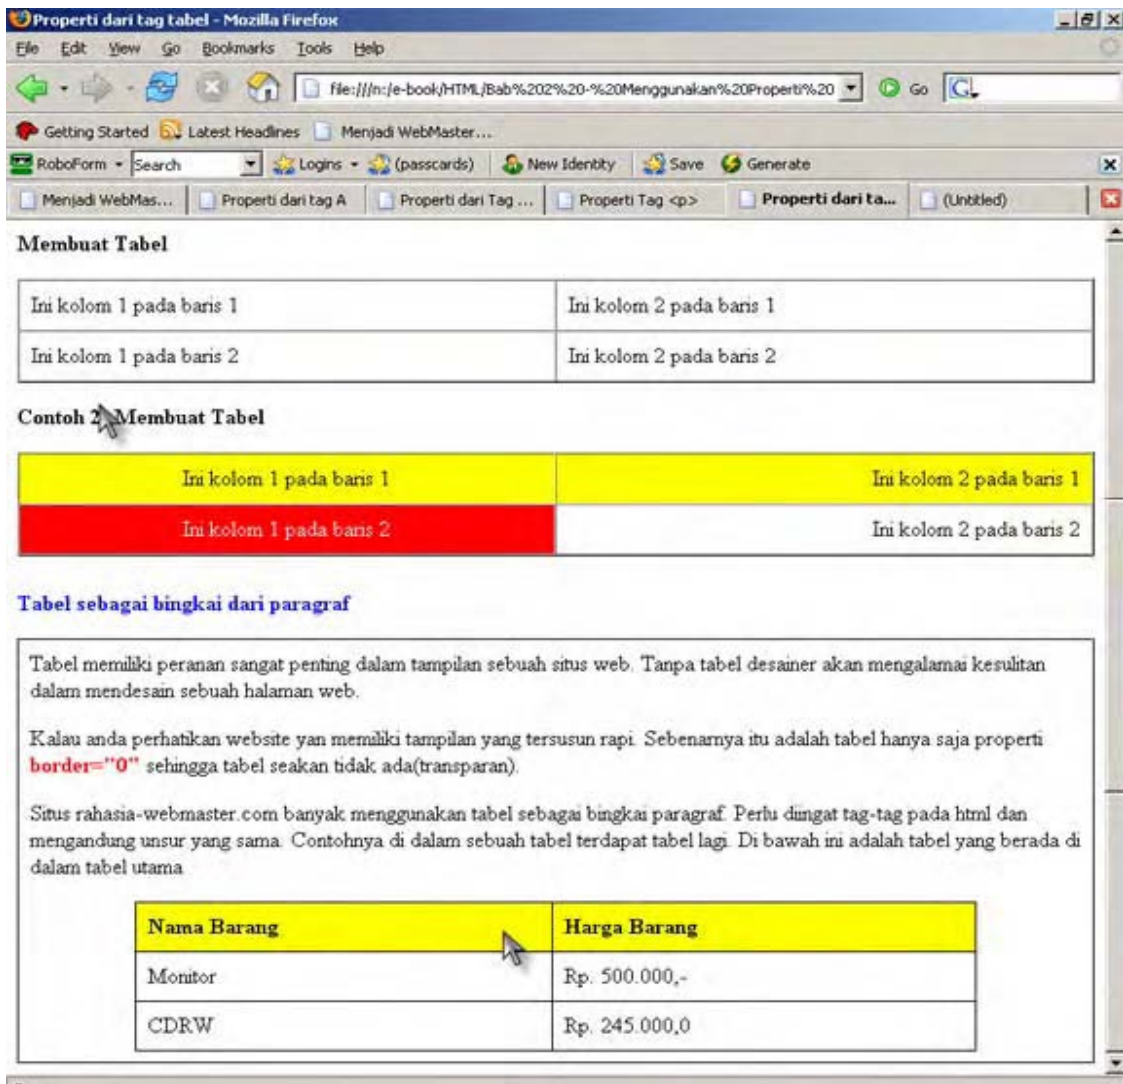 Properti dari tag tabel - Mozilla Firefox
File Edit View Go Bookmarks Tools Help
file:///n:/e-book/HTML/Bab%202%20-%20Menggunakan%20Properti%20 Go G
Getting Started Latest Headlines Menjadi WebMaster...
RoboForm Search Logins (passcards) New Identity Save Generate
Menjadi WebMas... Properti dari tag A Properti dari Tag ... Properti Tag <p> Properti dari ta... (Untitled)
Membuat Tabel
Ini kolom 1 pada baris 1 Ini kolom 2 pada baris 1
Ini kolom 1 pada baris 2 Ini kolom 2 pada baris 2
Contoh 2 Membuat Tabel
Ini kolom 1 pada baris 1 Ini kolom 2 pada baris 1
Ini kolom 1 pada baris 2 Ini kolom 2 pada baris 2
Tabel sebagai bingkai dari paragraf
Tabel memiliki peranan sangat penting dalam tampilan sebuah situs web. Tanpa tabel desainer akan mengalamai kesulitan
dalam mendesain sebuah halaman web.
Kalau anda perhatikan website yan memiliki tampilan yang tersusun rapi. Sebenarnya itu adalah tabel hanya saja properti
border="0" sehingga tabel seakan tidak ada(transparan).
Situs rahasia-webmaster.com banyak menggunakan tabel sebagai bingkai paragraf. Perlu diingat tag-tag pada html dan
mengandung unsur yang sama. Contohnya di dalam sebuah tabel terdapat tabel lagi. Di bawah ini adalah tabel yang berada di
dalam tabel utama
Nama Barang Harga Barang
Monitor Rp. 500.000,-
CDRW Rp. 245.000,0